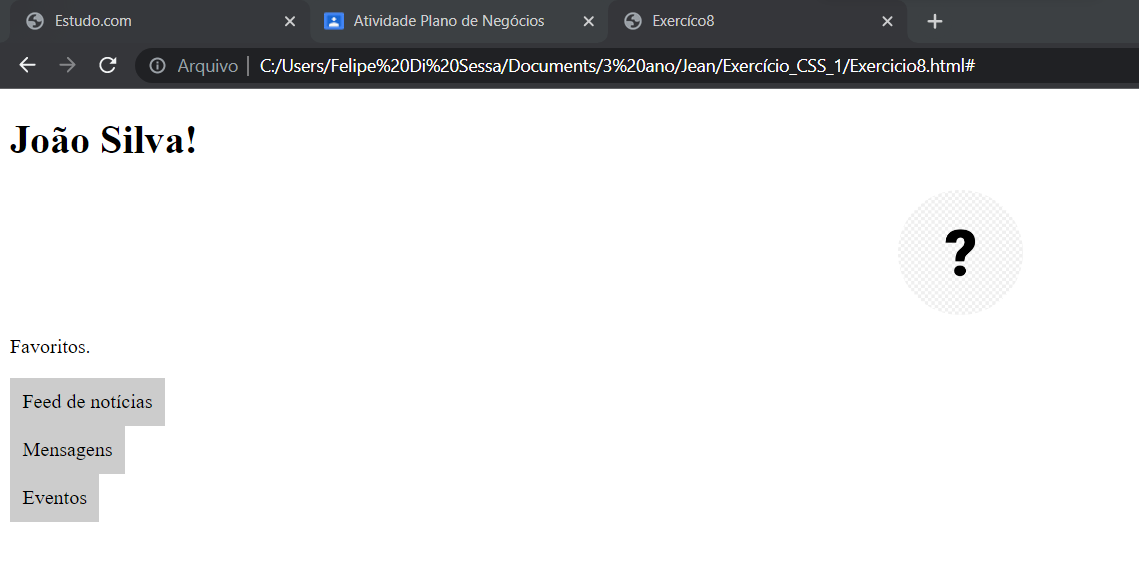 Estudo.com
Atividade Plano de Negócios
Exercíco8
Arquivo | C:/Users/Felipe%20Di%20Sessa/Documents/3%20ano/Jean/Exercício_CSS_1/Exercicio8.html#
João Silva!
?
Favoritos.
Feed de notícias
Mensagens
Eventos